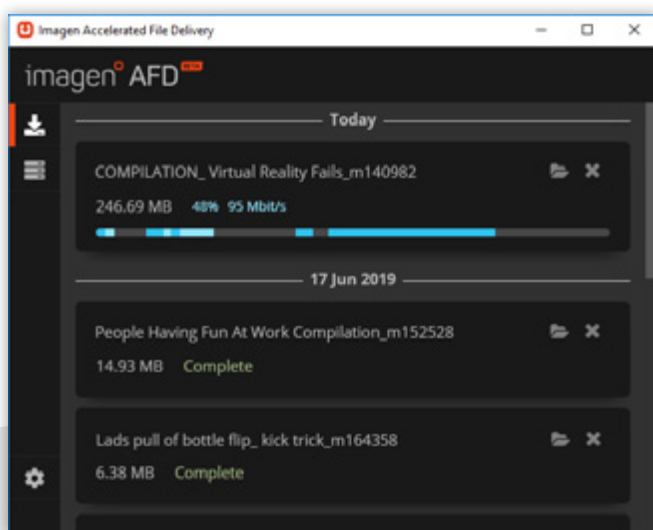 Imagen Accelerated File Delivery
imagen AFD BETA
Today
COMPILATION_ Virtual Reality Fails_m140982
246.69 MB 48% 95 Mbit/s
17 Jun 2019
People Having Fun At Work Compilation_m152528
14.93 MB Complete
Lads pull of bottle flip_ kick trick_m164358
6.38 MB Complete